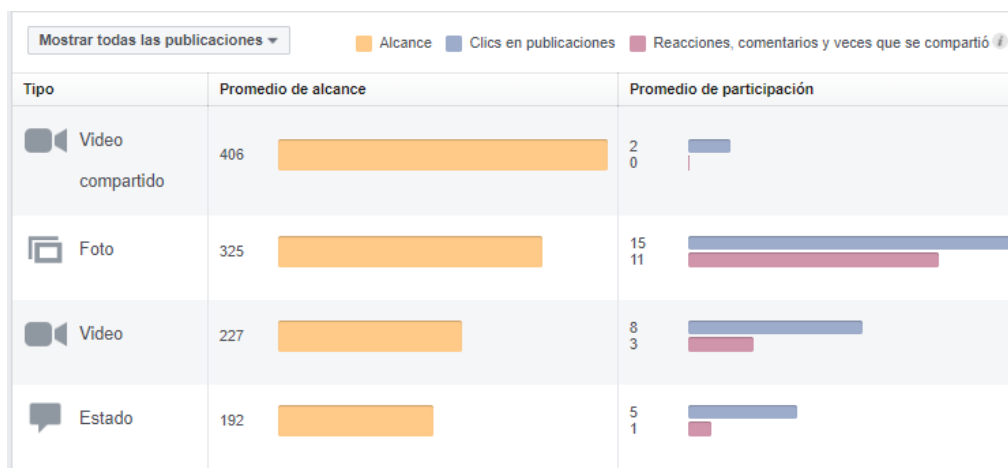 Mostrar todas las publicaciones
Alcance
Clics en publicaciones
Reacciones, comentarios y veces que se compartió
Tipo
Promedio de alcance
Promedio de participación
Video
compartido
406
2
0
Foto
325
15
11
Video
227
8
3
Estado
192
5
1